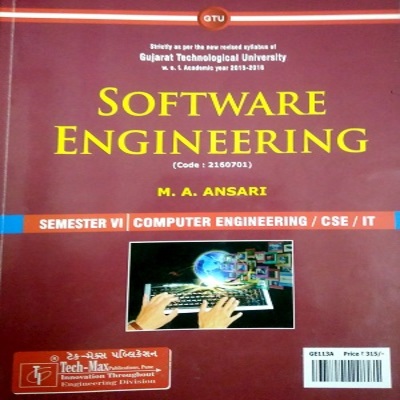 GTU
Strictly as per the new revised syllabus of
Gujarat Technological University
w. e. f. Academic year 2015-2016
SOFTWARE
ENGINEERING
(Code : 2160701)
M. A. ANSARI
SEMESTER VI | COMPUTER ENGINEERING / CSE / IT
ટેક-મેક્સ પબ્લિકેશન
Tech-Max Publications, Pune
Innovation Throughout
Engineering Division
GE113A Price ₹ 315/-